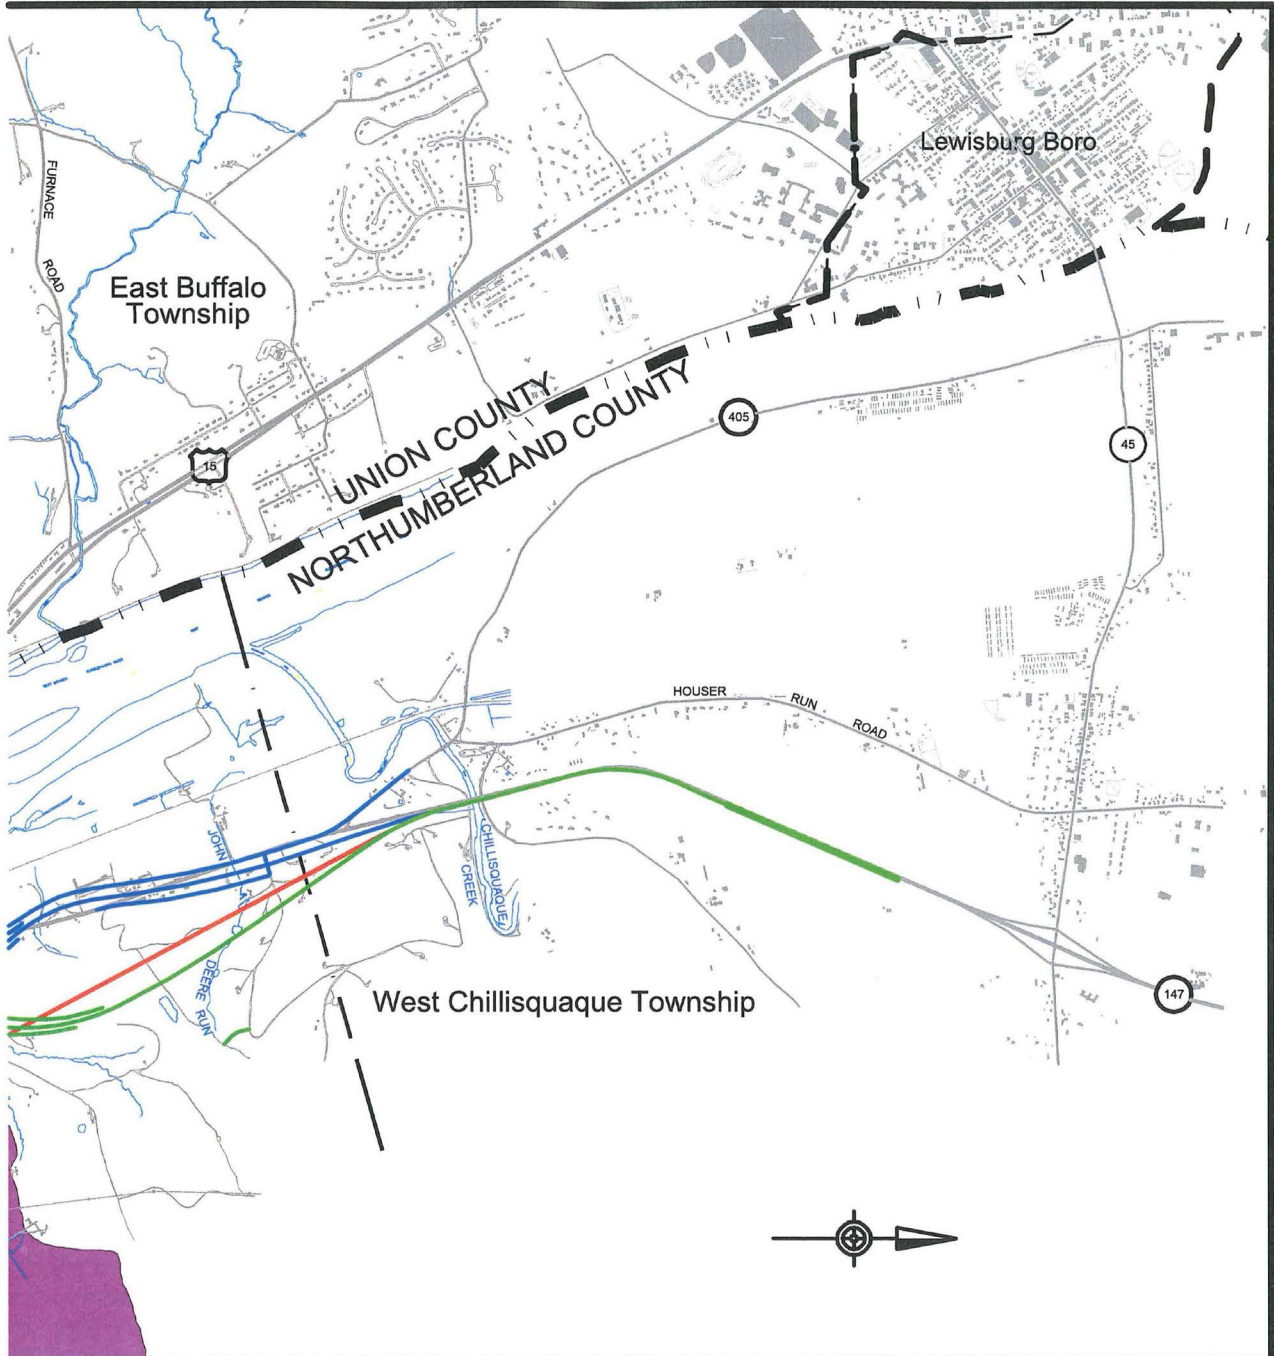 Lewisburg Boro
FURNACE
ROAD
East Buffalo
Township
15
UNION COUNTY
NORTHUMBERLAND COUNTY
405
45
HOUSER
RUN
ROAD
JOHN
DEERE RUN
CHILLISQUAQUE
CREEK
West Chillisquaque Township
147